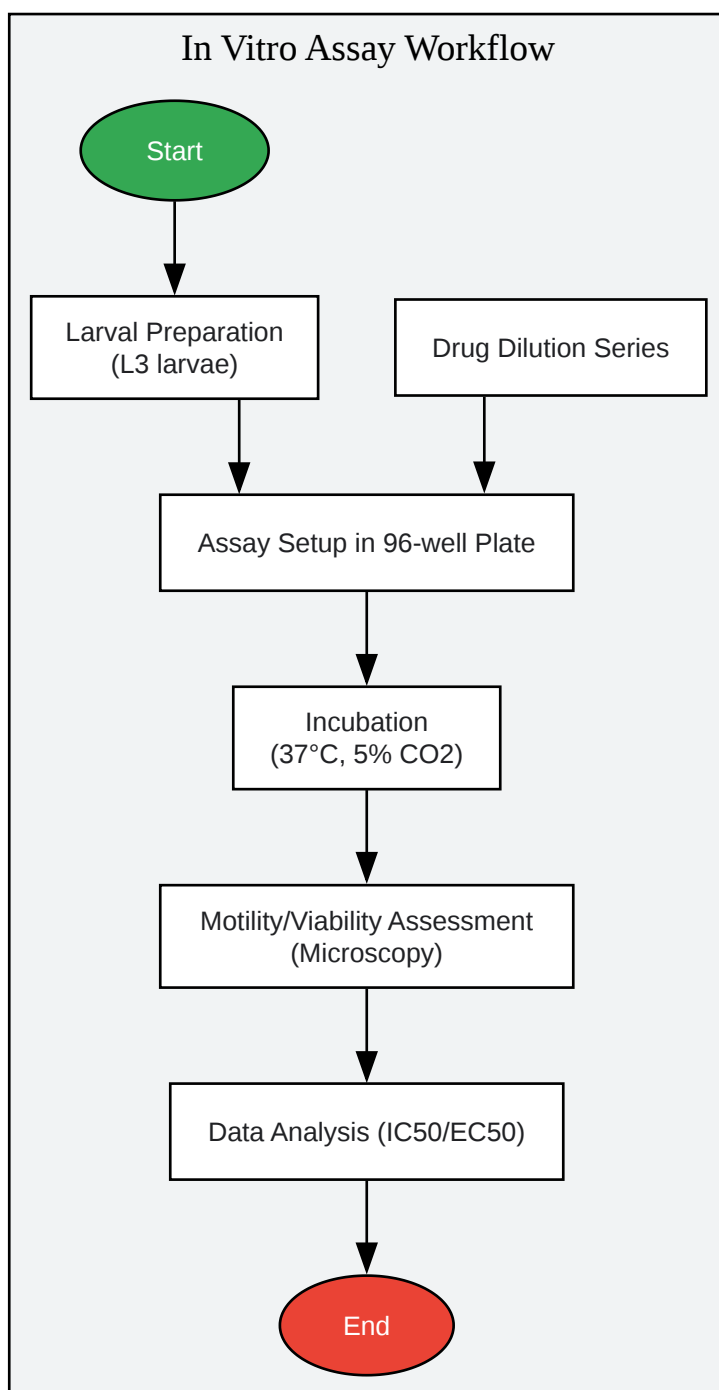 In Vitro Assay Workflow
Start
Larval Preparation
(L3 larvae)
Drug Dilution Series
Assay Setup in 96-well Plate
Incubation
(37°C, 5% CO2)
Motility/Viability Assessment
(Microscopy)
Data Analysis (IC50/EC50)
End